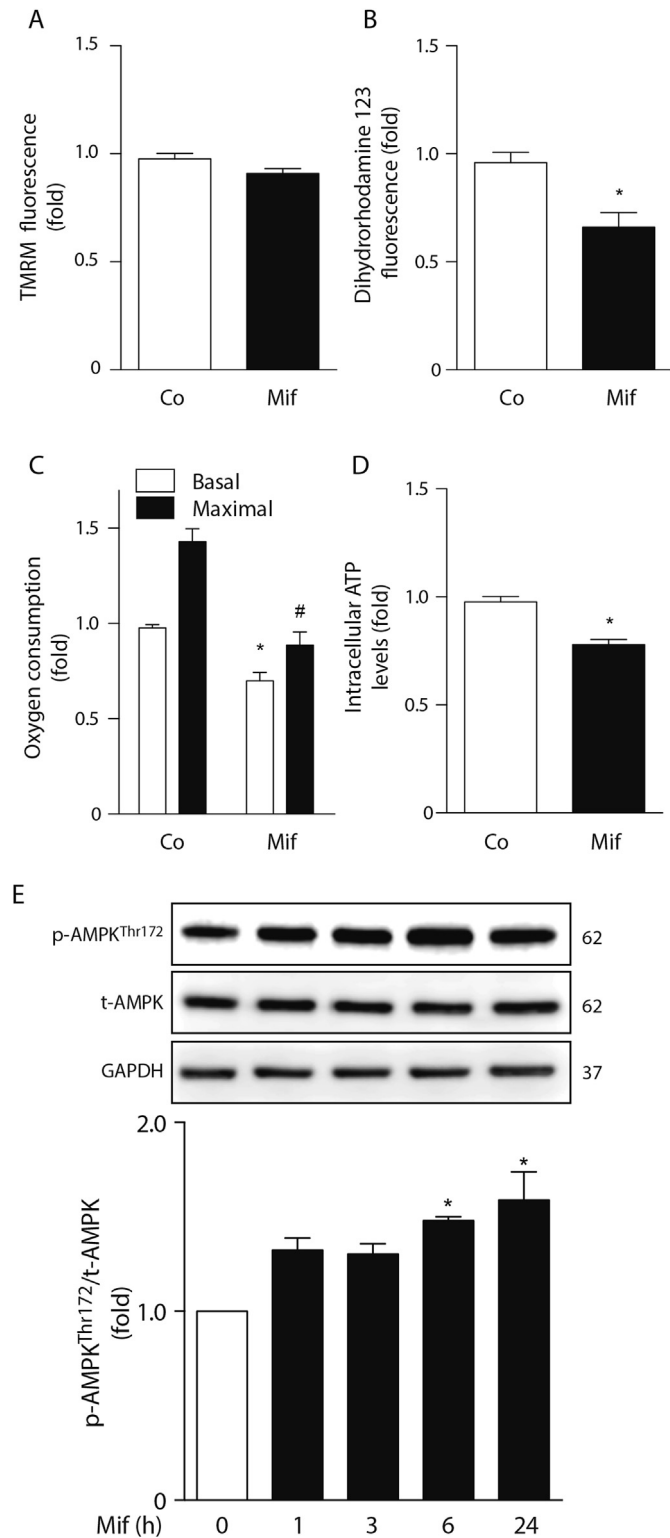 A
TMRM fluorescence
(fold)
1.5
1.0
0.5
0
Co Mif
B
Dihydrorhodamine 123
fluorescence (fold)
1.5
1.0
0.5
0
*
Co Mif
C
Basal
Maximal
Oxygen consumption
(fold)
1.5
1.0
0.5
0
* #
Co Mif
D
Intracellular ATP
levels (fold)
1.5
1.0
0.5
0
*
Co Mif
E
p-AMPKThr172 62
t-AMPK 62
GAPDH 37
p-AMPKThr172/t-AMPK
(fold)
2.0
1.0
0
* *
Mif (h) 0 1 3 6 24